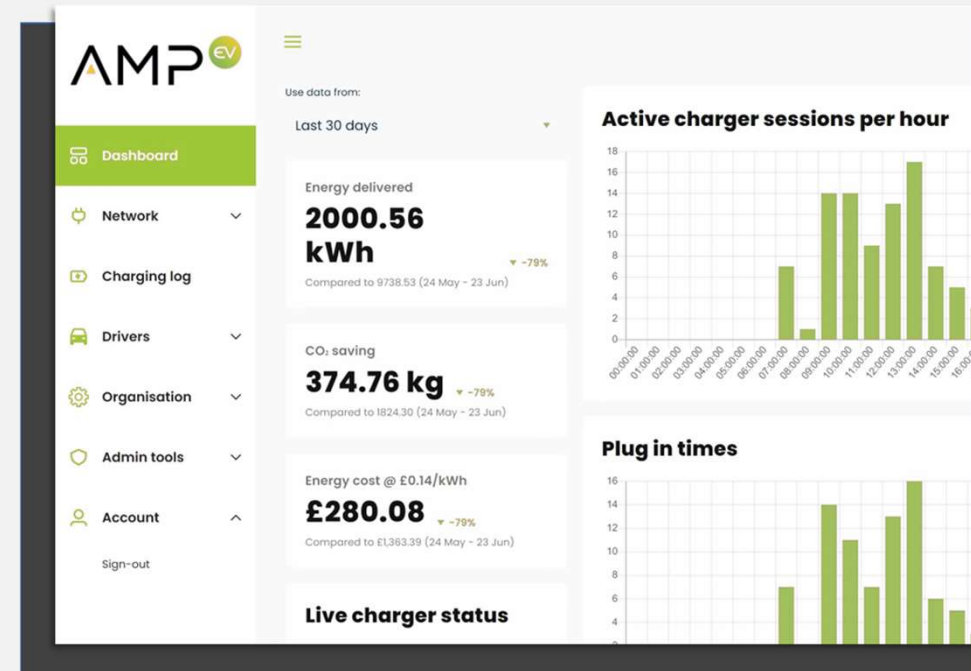 AMP EV
Dashboard
Network
Charging log
Drivers
Organisation
Admin tools
Account
Sign-out
Use data from:
Last 30 days
Energy delivered
2000.56
kWh
▼ -79%
Compared to 9738.53 (24 May - 23 Jun)
CO₂ saving
374.76 kg ▼ -79%
Compared to 1824.30 (24 May - 23 Jun)
Energy cost @ £0.14/kWh
£280.08 ▼ -79%
Compared to £1,363.39 (24 May - 23 Jun)
Live charger status
Active charger sessions per hour
18
16
14
12
10
8
6
4
2
0
00:00:00
01:00:00
02:00:00
03:00:00
04:00:00
05:00:00
06:00:00
07:00:00
08:00:00
09:00:00
10:00:00
11:00:00
12:00:00
13:00:00
14:00:00
15:00:00
16:00
Plug in times
16
14
12
10
8
6
4